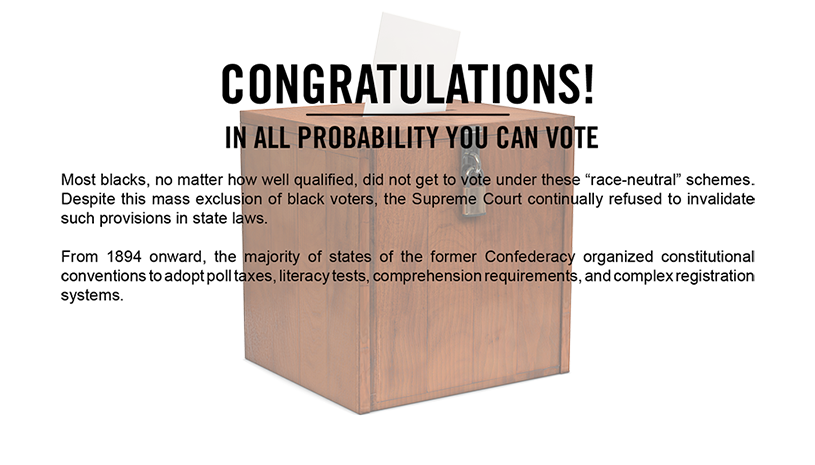 CONGRATULATIONS!
IN ALL PROBABILITY YOU CAN VOTE
Most blacks, no matter how well qualified, did not get to vote under these “race-neutral” schemes.
Despite this mass exclusion of black voters, the Supreme Court continually refused to invalidate
such provisions in state laws.
From 1894 onward, the majority of states of the former Confederacy organized constitutional
conventions to adopt poll taxes, literacy tests, comprehension requirements, and complex registration
systems.